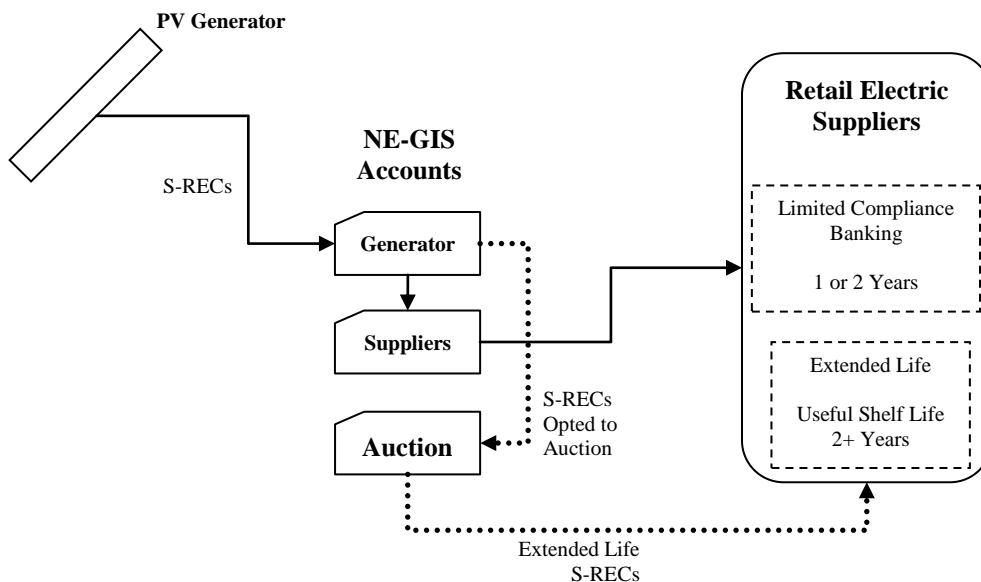 PV Generator
S-RECs
NE-GIS
Accounts
Generator
Suppliers
Auction
S-RECs
Opted to
Auction
Extended Life
S-RECs
Retail Electric
Suppliers
Limited Compliance
Banking
1 or 2 Years
Extended Life
Useful Shelf Life
2+ Years